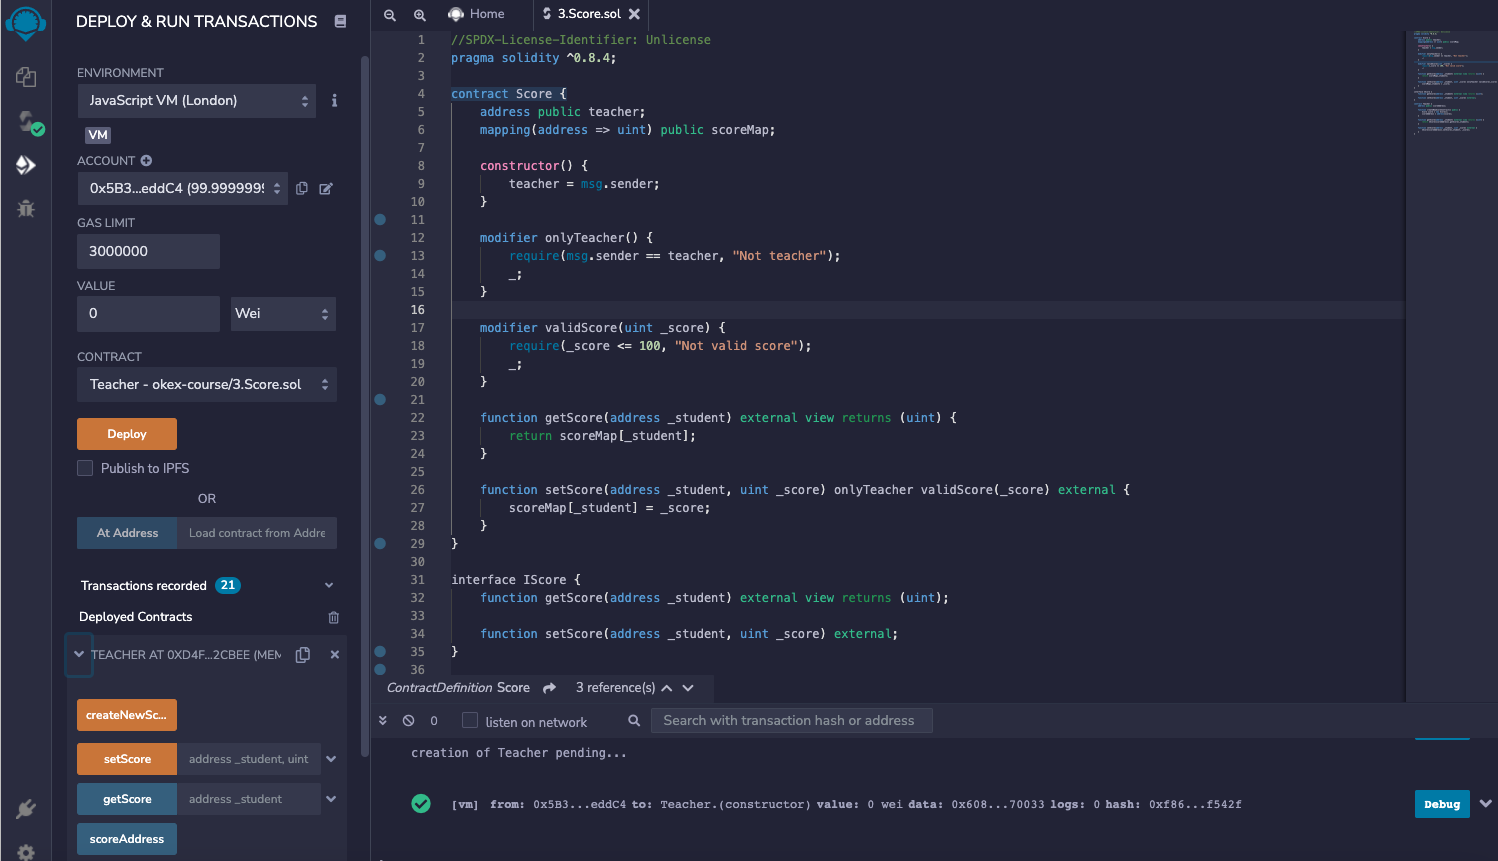 DEPLOY & RUN TRANSACTIONS
ENVIRONMENT
JavaScript VM (London)
VM
ACCOUNT
0x5B3...eddC4 (99.9999999
GAS LIMIT
3000000
VALUE
0
Wei
CONTRACT
Teacher - okex-course/3.Score.sol
Deploy
Publish to IPFS
OR
At Address
Load contract from Addre
Transactions recorded 21
Deployed Contracts
TEACHER AT 0XD4F...2CBEE (MEM
createNewSc...
setScore
address _student, uint
getScore
address _student
scoreAddress
Home
3.Score.sol
1 //SPDX-License-Identifier: Unlicense
2 pragma solidity ^0.8.4;
3
4 contract Score {
5 address public teacher;
6 mapping(address => uint) public scoreMap;
7
8 constructor() {
9 teacher = msg.sender;
10 }
11
12 modifier onlyTeacher() {
13 require(msg.sender == teacher, "Not teacher");
14 _;
15 }
16
17 modifier validScore(uint _score) {
18 require(_score <= 100, "Not valid score");
19 _;
20 }
21
22 function getScore(address _student) external view returns (uint) {
23 return scoreMap[_student];
24 }
25
26 function setScore(address _student, uint _score) onlyTeacher validScore(_score) external {
27 scoreMap[_student] = _score;
28 }
29 }
30
31 interface IScore {
32 function getScore(address _student) external view returns (uint);
33
34 function setScore(address _student, uint _score) external;
35 }
36
ContractDefinition Score 3 reference(s)
0
listen on network
Search with transaction hash or address
creation of Teacher pending...
[vm] from: 0x5B3...eddC4 to: Teacher.(constructor) value: 0 wei data: 0x608...70033 logs: 0 hash: 0xf86...f542f
Debug